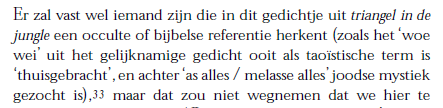 Er zal vast wel iemand zijn die in dit gedichtje uit triangel in de
jungle een occulte of bijbelse referentie herkent (zoals het ‘woe
wei’ uit het gelijknamige gedicht ooit als taoïstische term is
‘thuisgebracht’, en achter ‘as alles / melasse alles’ joodse mystiek
gezocht is),33 maar dat zou niet wegnemen dat we hier te